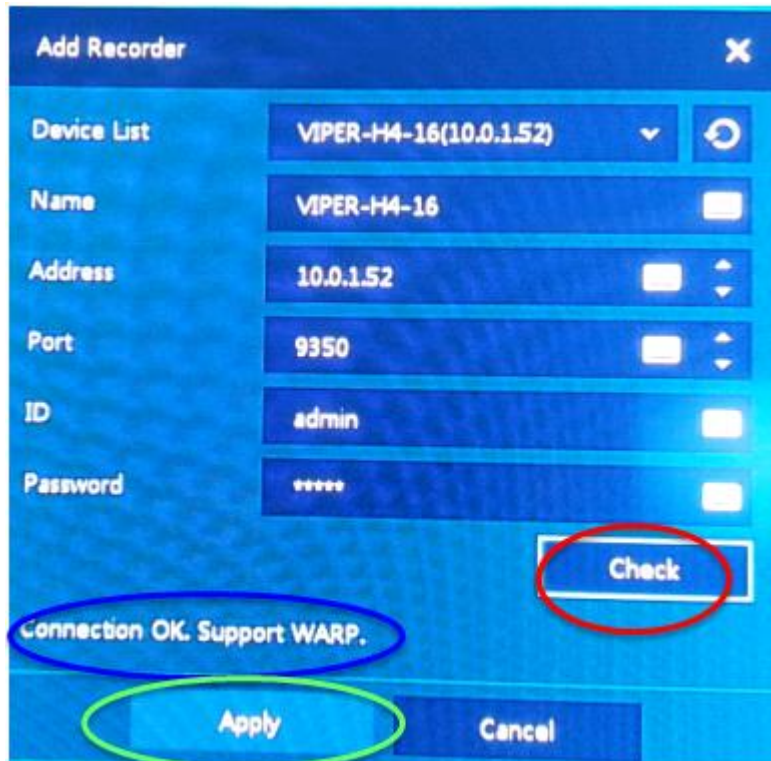 Add Recorder
Device List VIPER-H4-16(10.0.1.52)
Name VIPER-H4-16
Address 10.0.1.52
Port 9350
ID admin
Password *****
Check
Connection OK. Support WARP.
Apply Cancel